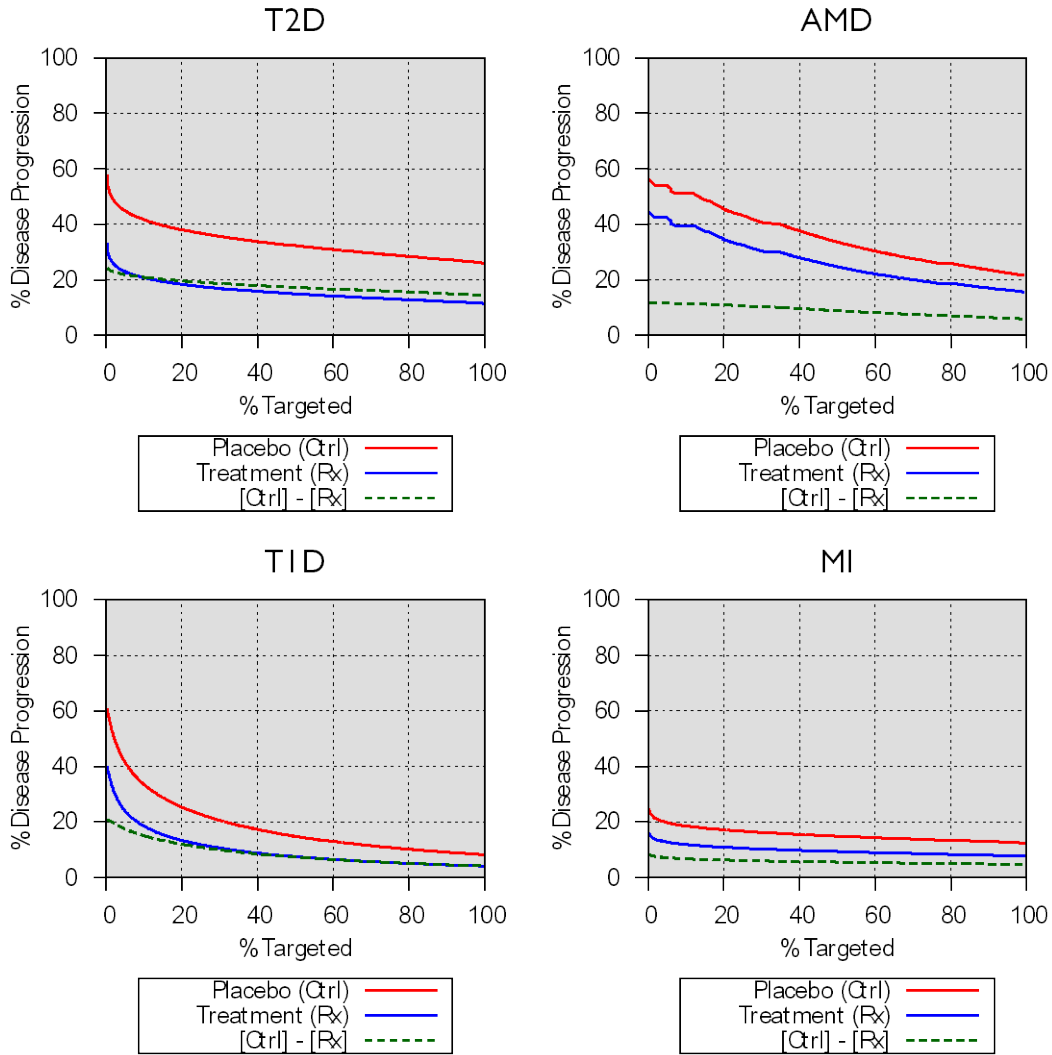 T2D
AMD
% Disease Progression
100
80
60
40
20
0
0 20 40 60 80 100
% Targeted
Placebo (Ctrl)
Treatment (Rx)
[Ctrl] - [Rx]
% Disease Progression
100
80
60
40
20
0
0 20 40 60 80 100
% Targeted
Placebo (Ctrl)
Treatment (Rx)
[Ctrl] - [Rx]
T1D
MI
% Disease Progression
100
80
60
40
20
0
0 20 40 60 80 100
% Targeted
Placebo (Ctrl)
Treatment (Rx)
[Ctrl] - [Rx]
% Disease Progression
100
80
60
40
20
0
0 20 40 60 80 100
% Targeted
Placebo (Ctrl)
Treatment (Rx)
[Ctrl] - [Rx]